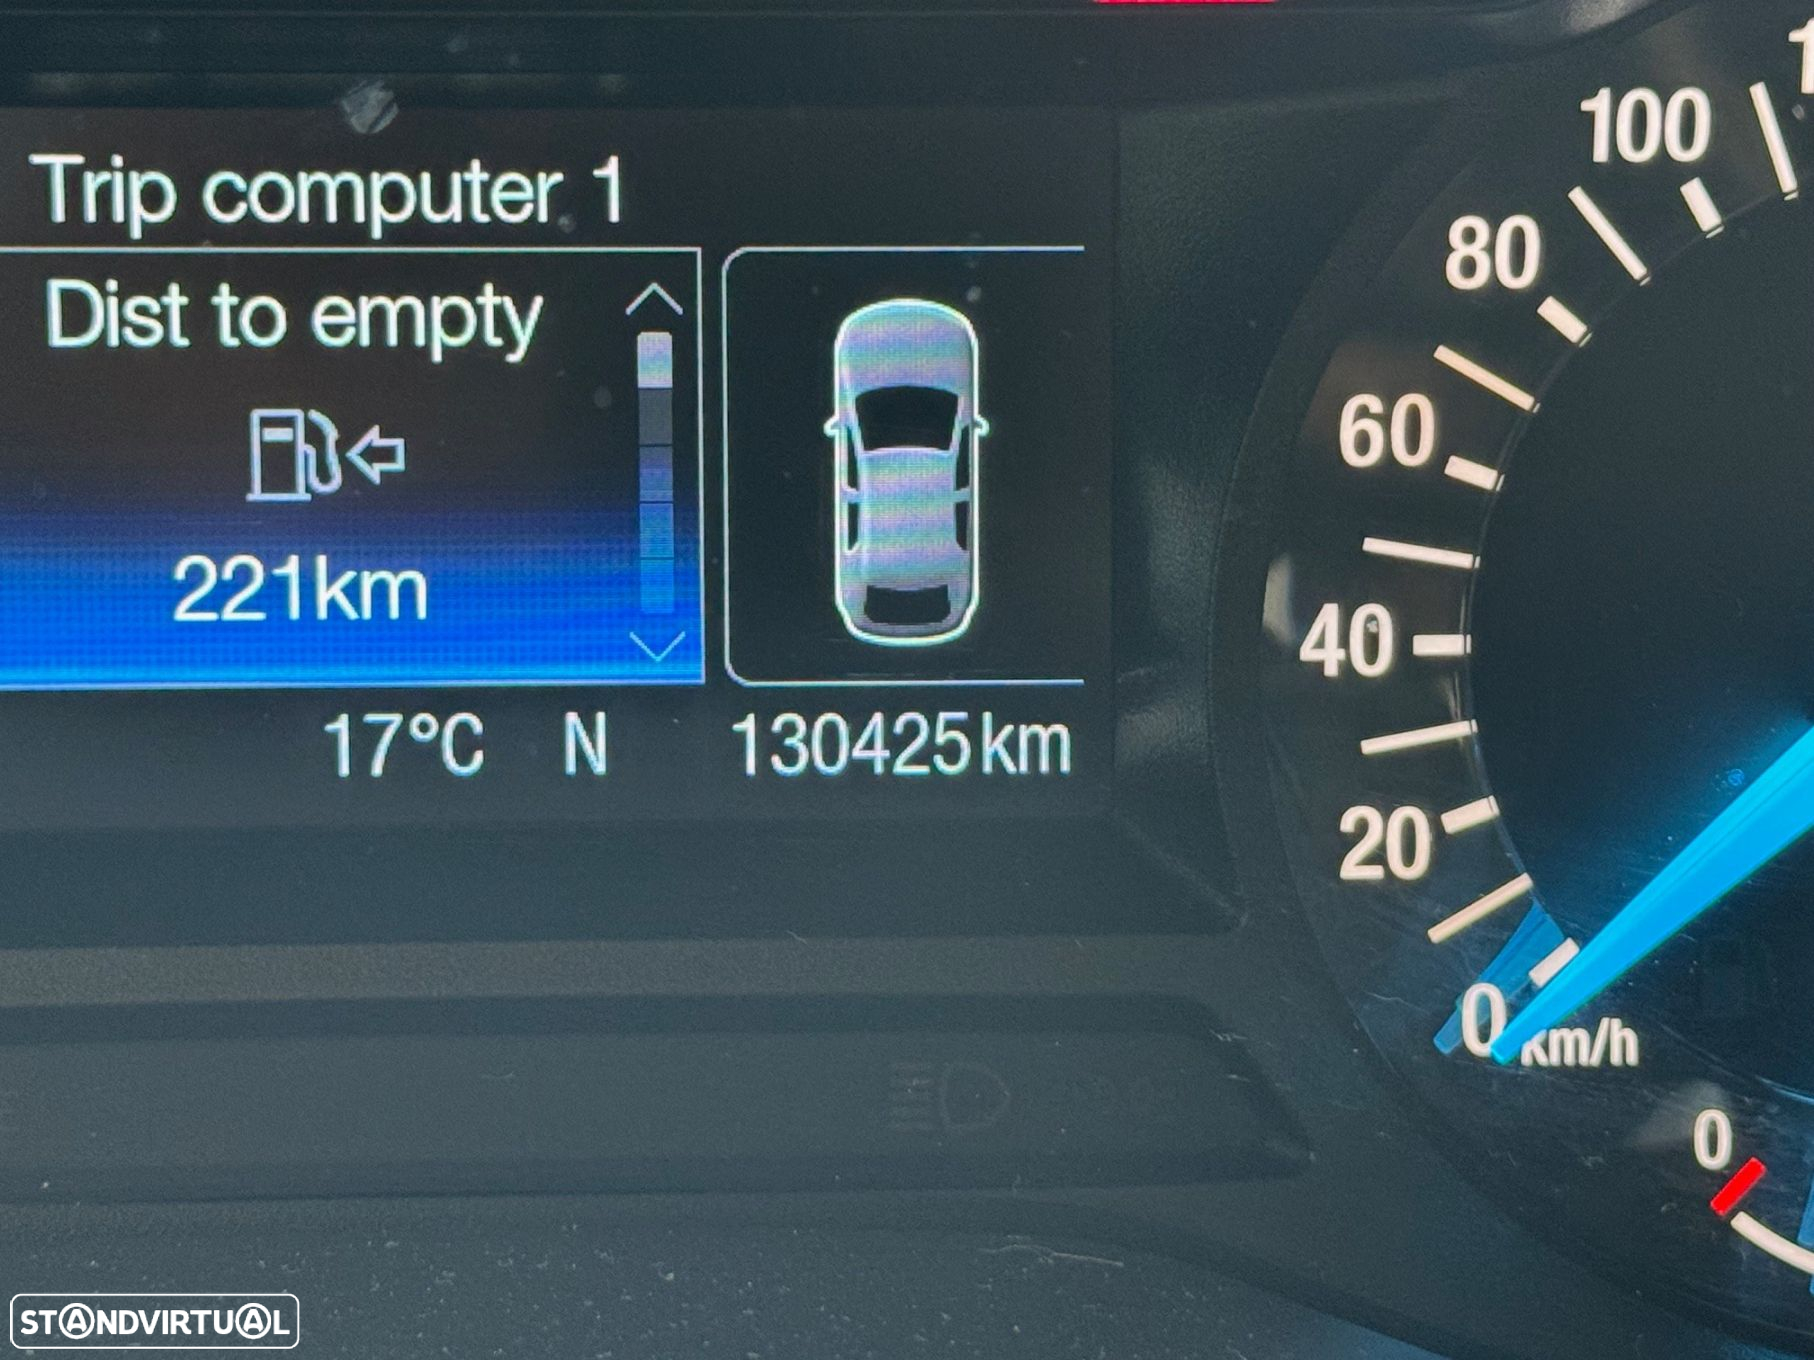 Trip computer 1
Dist to empty
221km
17°C N 130425km
100
80
60
40
20
0 km/h
0
STANDVIRTUAL